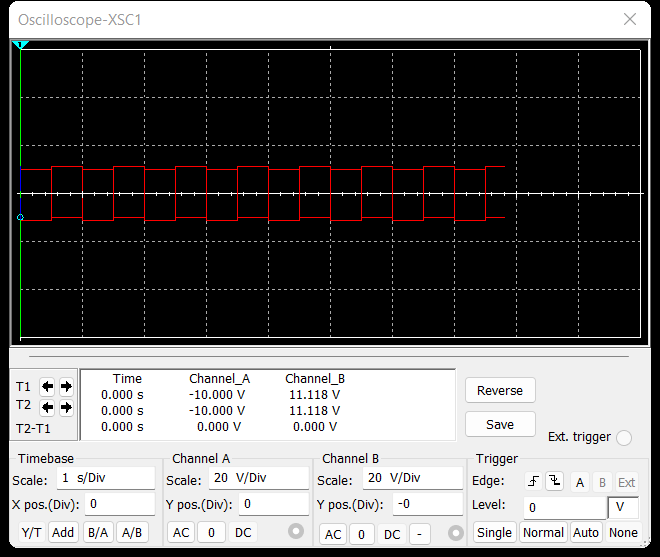 Oscilloscope-XSC1
1
Time Channel_A Channel_B
T1 0.000 s -10.000 V 11.118 V
T2 0.000 s -10.000 V 11.118 V
T2-T1 0.000 s 0.000 V 0.000 V
Reverse
Save
Ext. trigger
Timebase
Scale: 1 s/Div
X pos.(Div): 0
Y/T Add B/A A/B
Channel A
Scale: 20 V/Div
Y pos.(Div): 0
AC 0 DC
Channel B
Scale: 20 V/Div
Y pos.(Div): -0
AC 0 DC -
Trigger
Edge: A B Ext
Level: 0 V
Single Normal Auto None